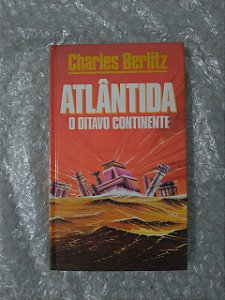 Charles Berlitz
ATLÂNTIDA
O OITAVO CONTINENTE